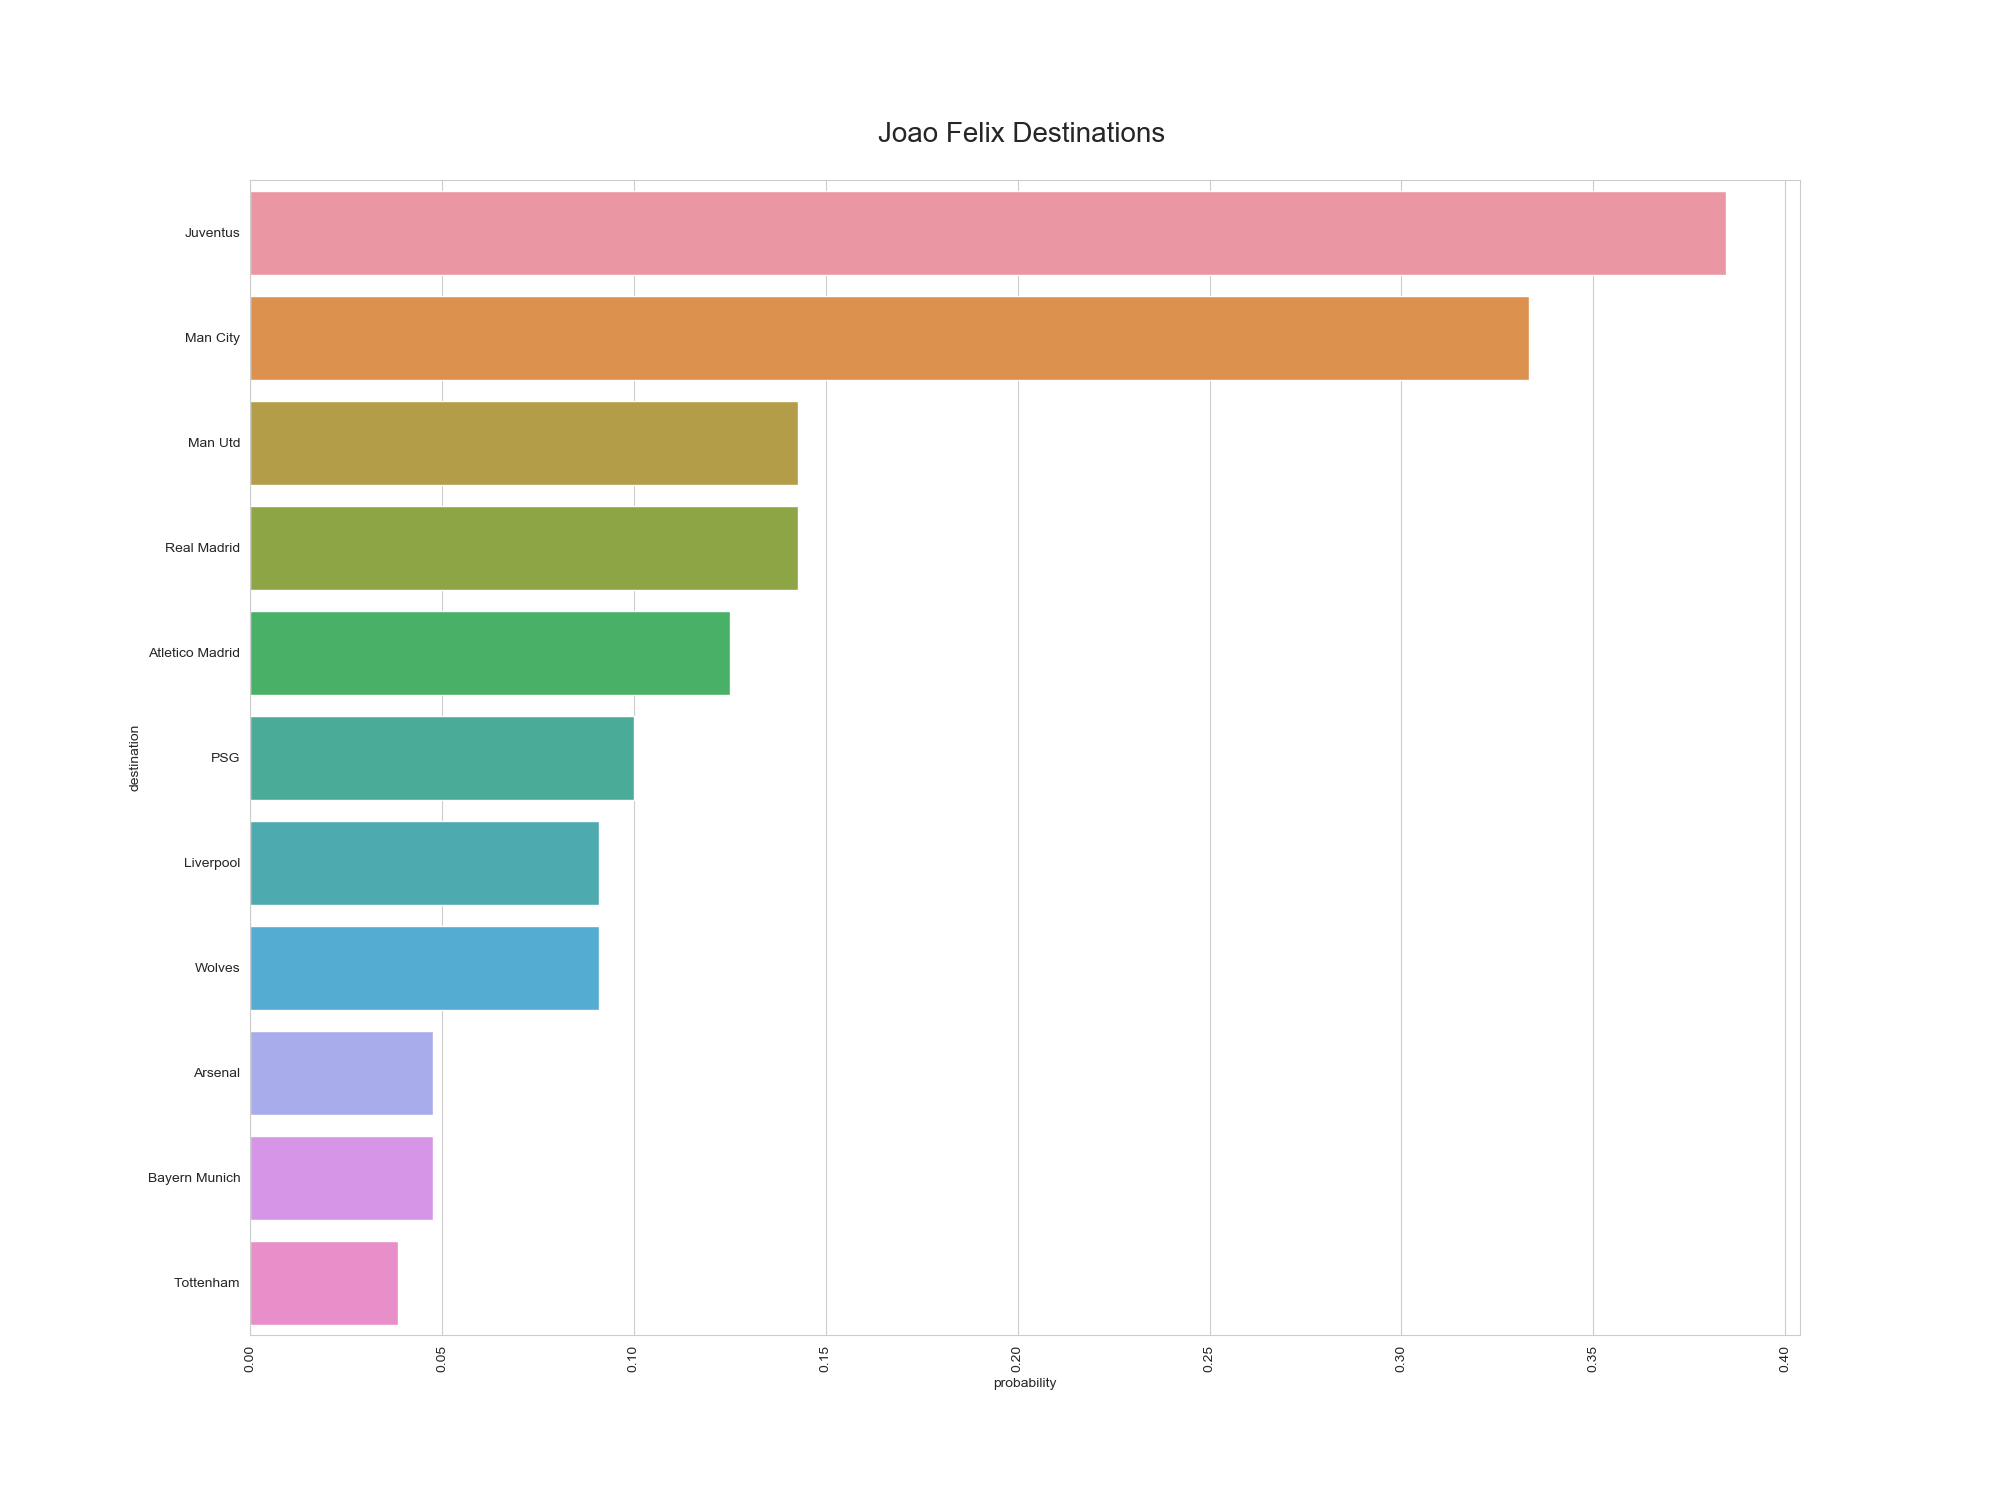 Joao Felix Destinations
Juventus
Man City
Man Utd
Real Madrid
Atletico Madrid
PSG
Liverpool
Wolves
Arsenal
Bayern Munich
Tottenham
destination
0.00 0.05 0.10 0.15 0.20 0.25 0.30 0.35 0.40
probability